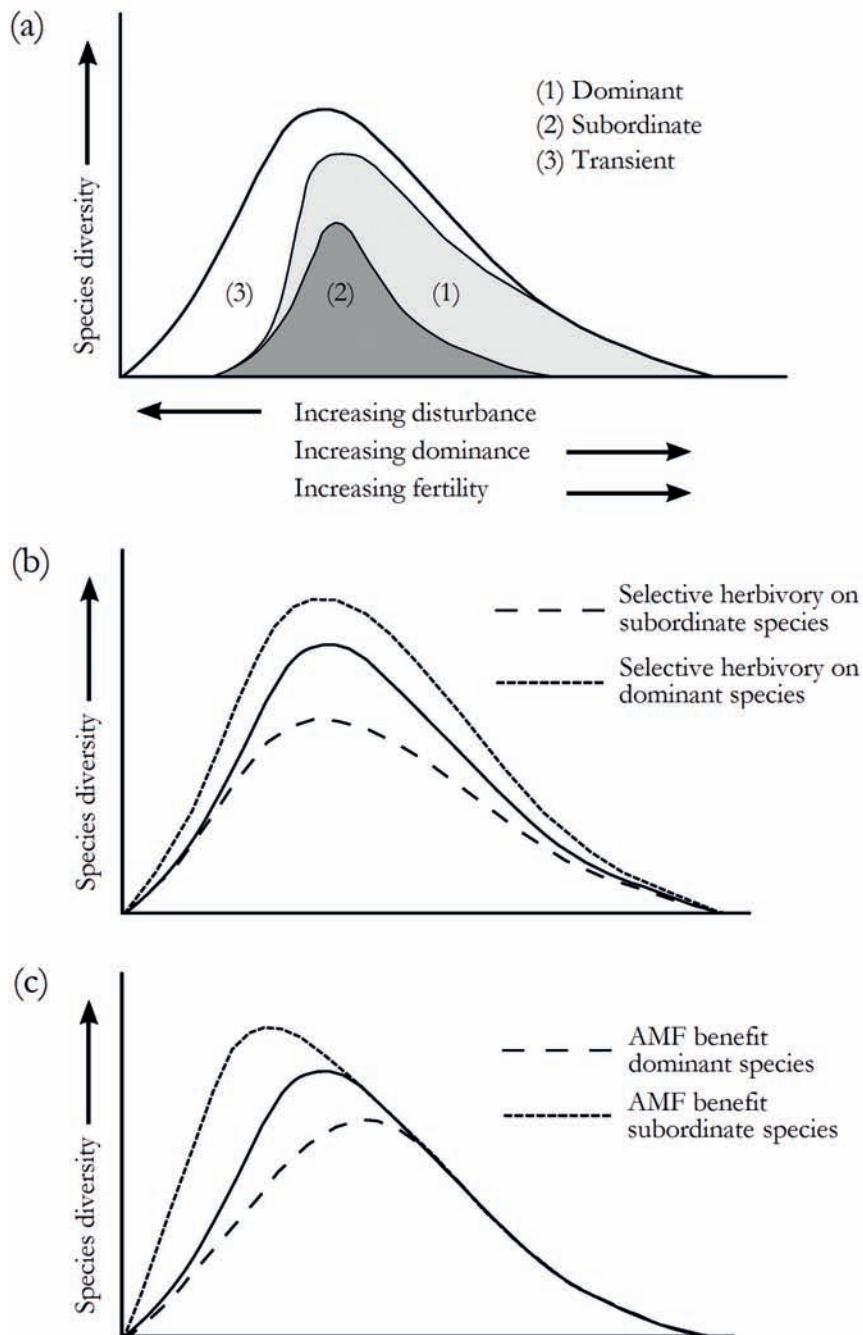 (a)
Species diversity
(1) Dominant
(2) Subordinate
(3) Transient
(3)
(2)
(1)
Increasing disturbance
Increasing dominance
Increasing fertility
(b)
Species diversity
Selective herbivory on
subordinate species
Selective herbivory on
dominant species
(c)
Species diversity
AMF benefit
dominant species
AMF benefit
subordinate species